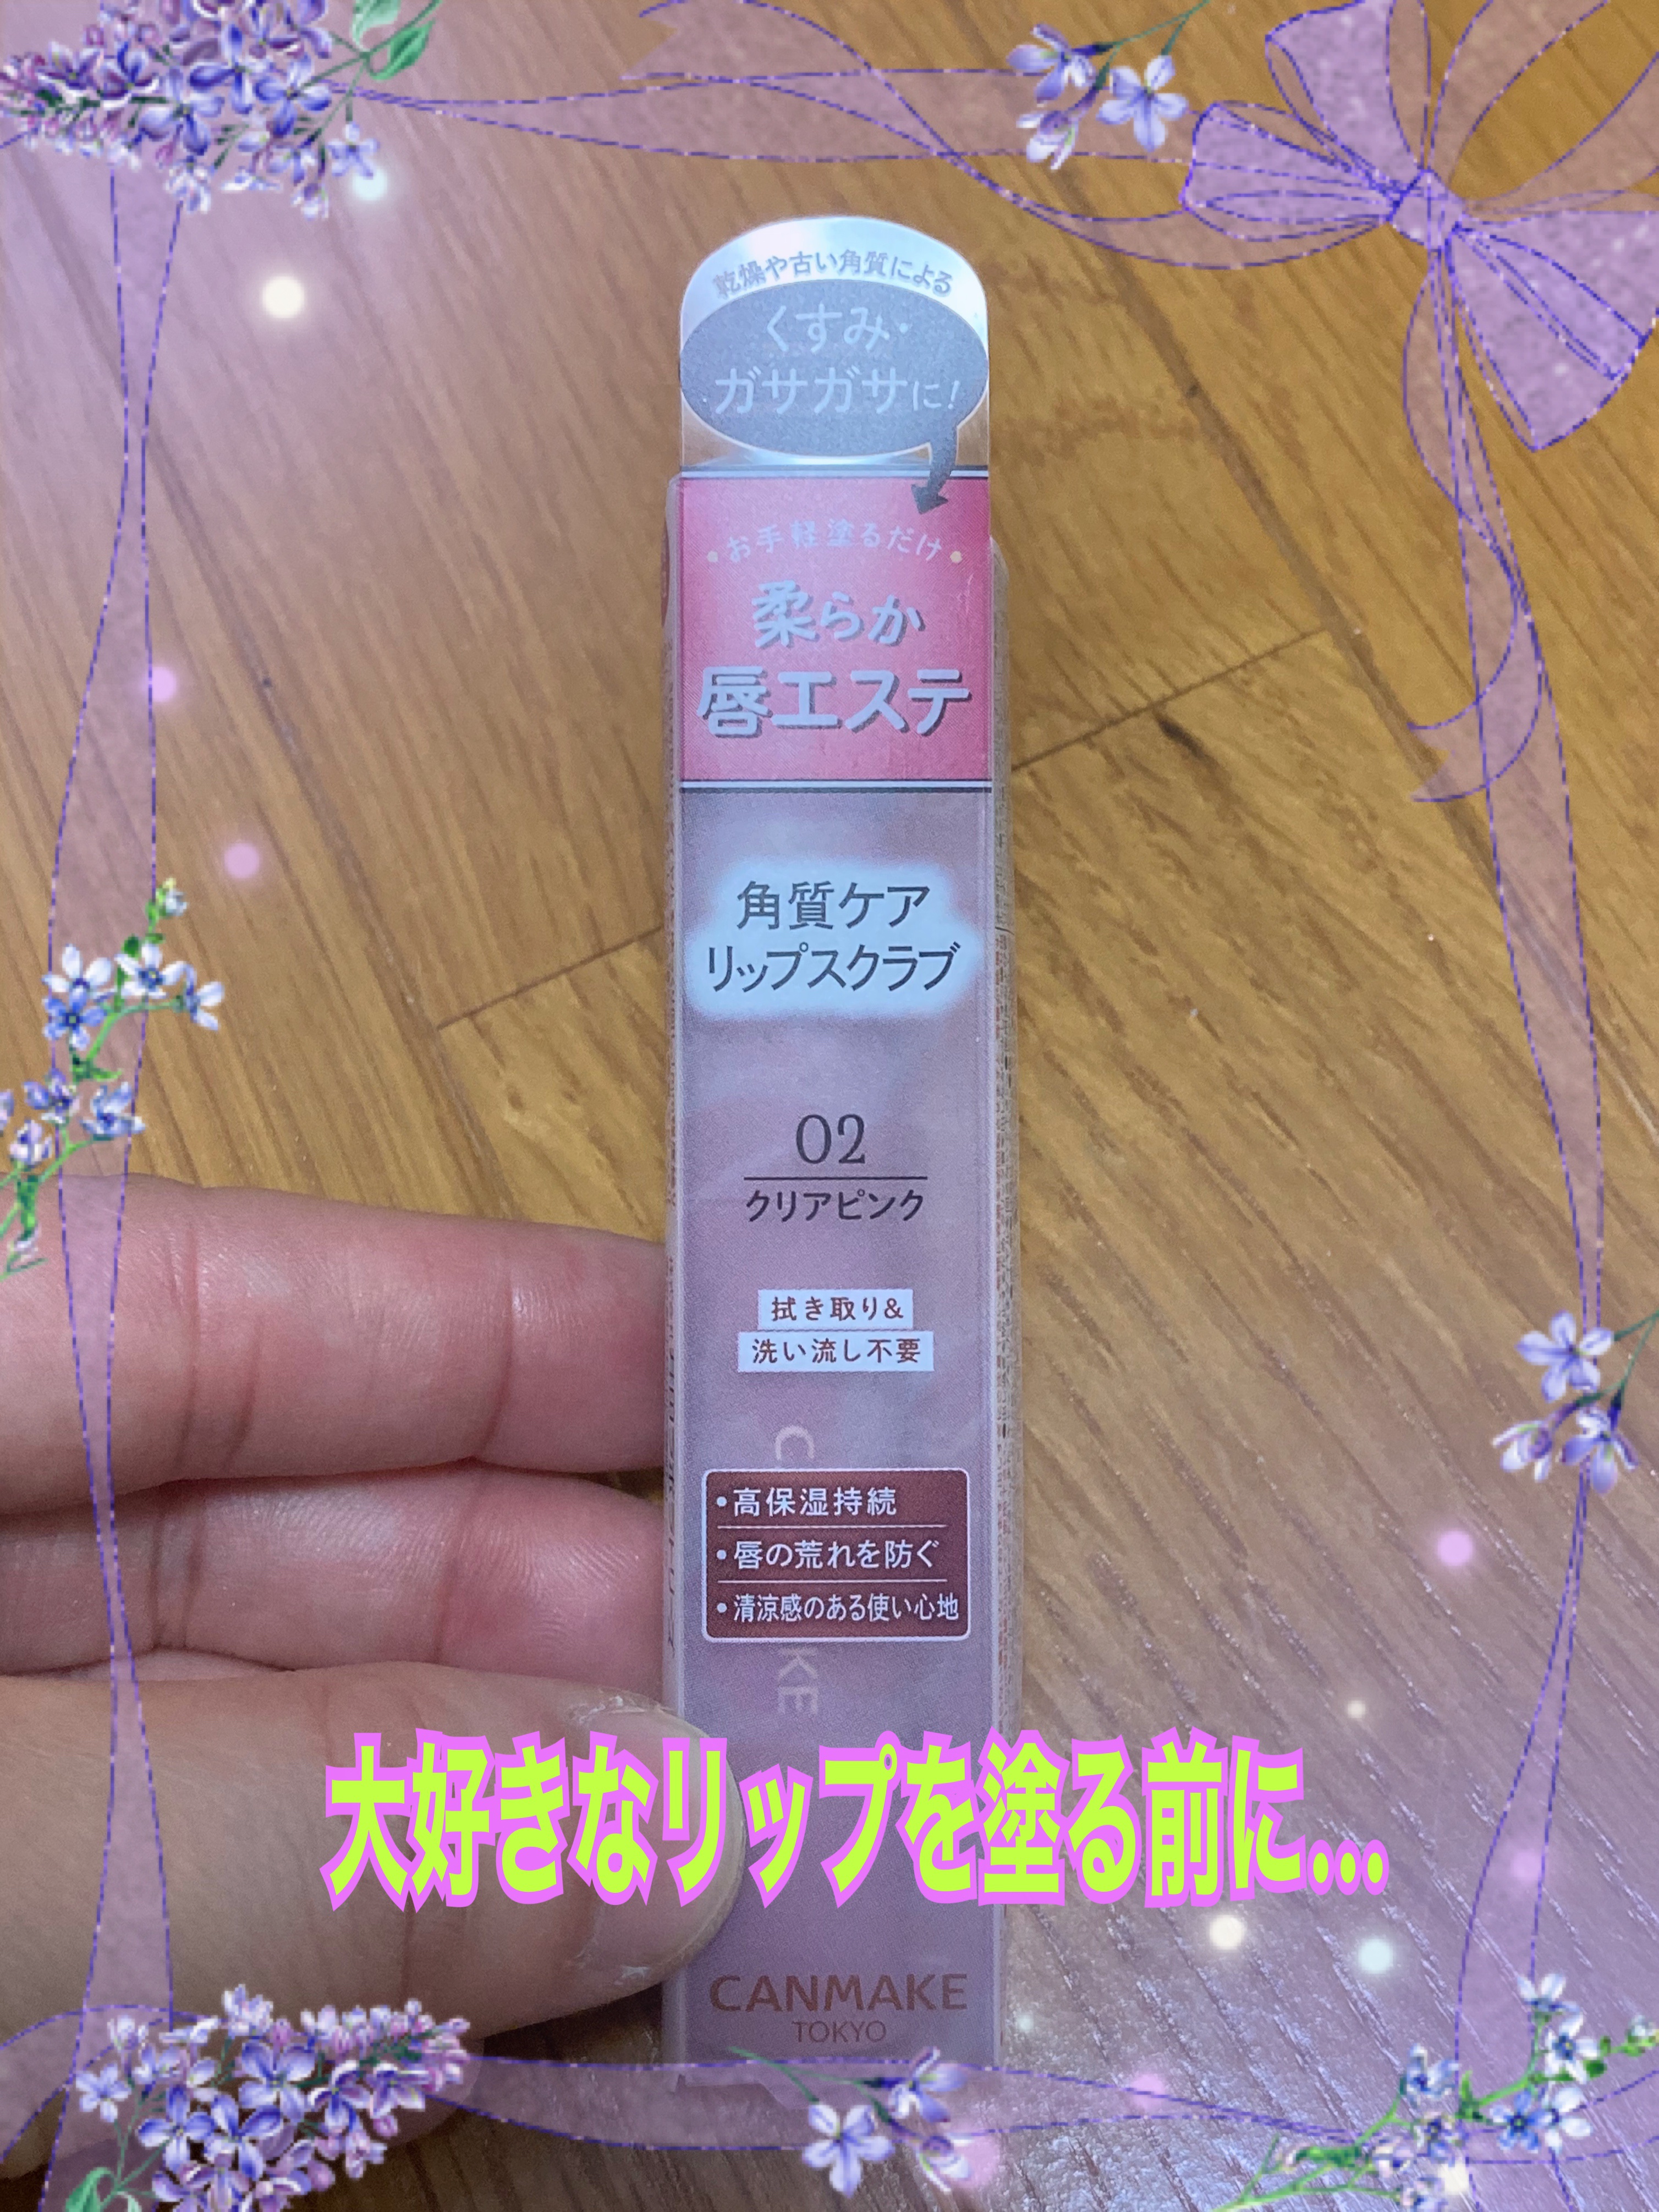 乾燥や古い角質による
くすみ・
ガサガサに!
お手軽塗るだけ
柔らか
唇エステ
角質ケア
リップスクラブ
02
クリアピンク
拭き取り&
洗い流し不要
•高保湿持続
•唇の荒れを防ぐ
•清涼感のある使い心地
大好きなリップを塗る前に...
CANMAKE
TOKYO